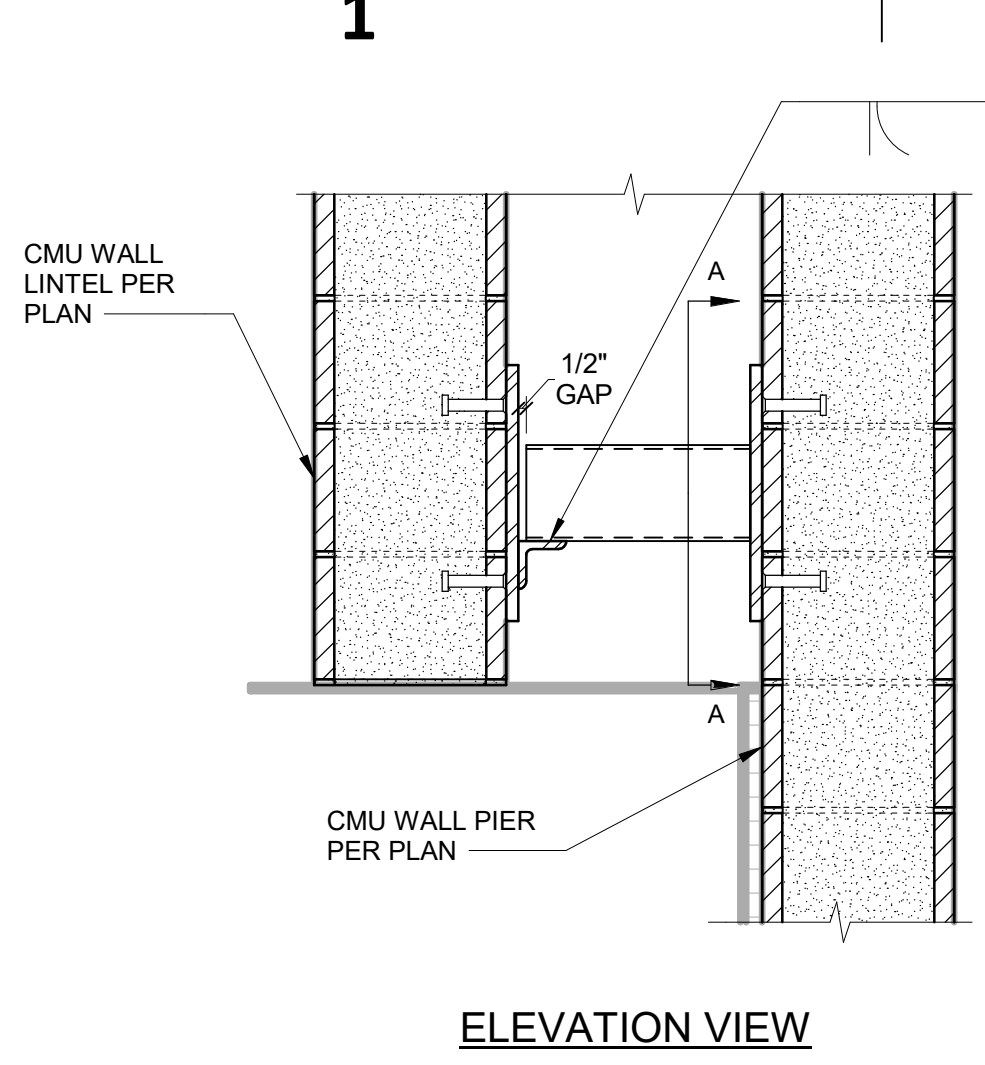 1
CMU WALL
LINTEL PER
PLAN
A
1/2"
GAP
A
CMU WALL PIER
PER PLAN
ELEVATION VIEW